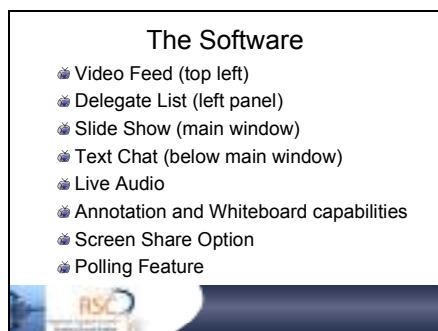 The Software
Video Feed (top left)
Delegate List (left panel)
Slide Show (main window)
Text Chat (below main window)
Live Audio
Annotation and Whiteboard capabilities
Screen Share Option
Polling Feature
RSC